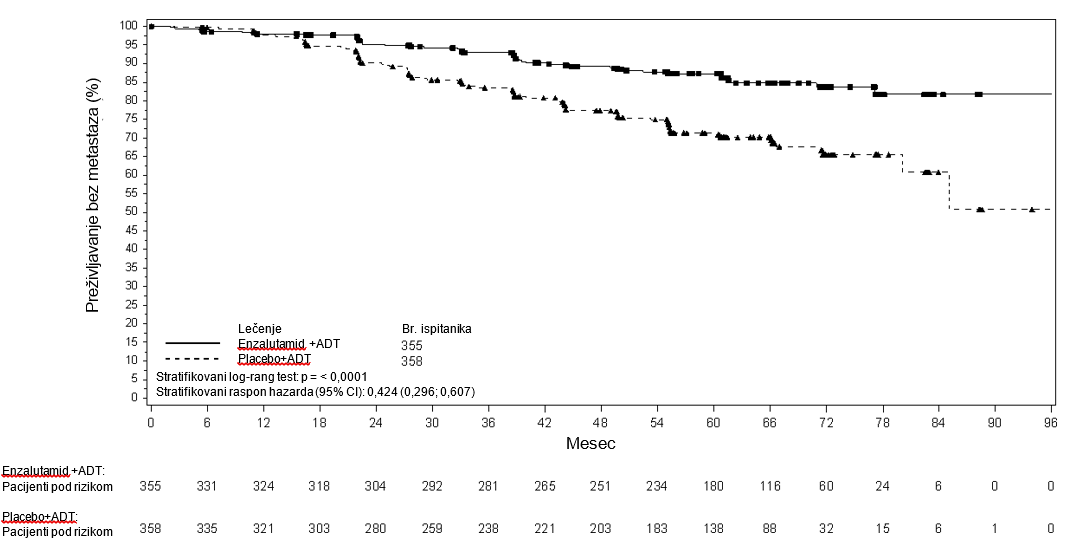 Preživljavanje bez metastaza (%)
100
95
90
85
80
75
70
65
60
55
50
45
40
35
30
25
20
15
10
5
0
Lečenje Br. ispitanika
Enzalutamid +ADT 355
Placebo+ADT 358
Stratifikovani log-rang test: p = < 0,0001
Stratifikovani raspon hazarda (95% CI): 0,424 (0,296; 0,607)
0 6 12 18 24 30 36 42 48 54 60 66 72 78 84 90 96
Mesec
Enzalutamid +ADT:
Pacijenti pod rizikom 355 331 324 318 304 292 281 265 251 234 180 116 60 24 6 0 0
Placebo+ADT:
Pacijenti pod rizikom 358 335 321 303 280 259 238 221 203 183 138 88 32 15 6 1 0